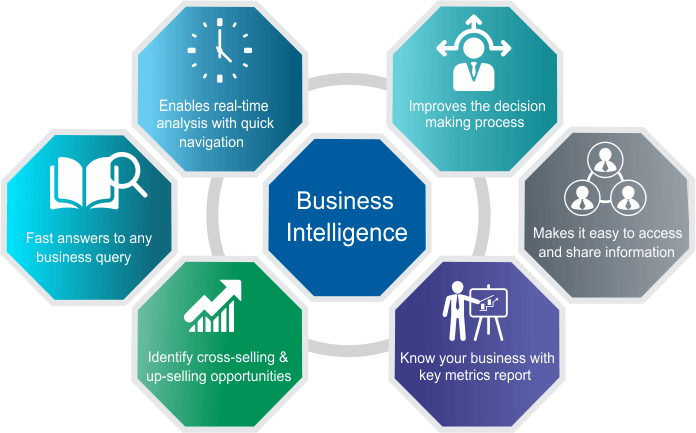 Enables real-time
analysis with quick
navigation
Improves the decision
making process
Fast answers to any
business query
Business
Intelligence
Makes it easy to access
and share information
Identify cross-selling &
up-selling opportunities
Know your business with
key metrics report